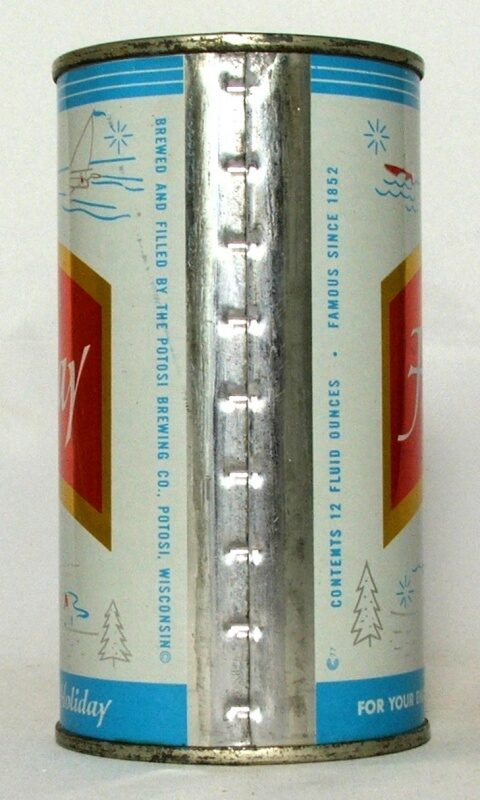 BREWED AND FILLED BY THE POTOSI BREWING CO., POTOSI, WISCONSIN ©
CONTENTS 12 FLUID OUNCES • FAMOUS SINCE 1852
Holiday
FOR YOUR